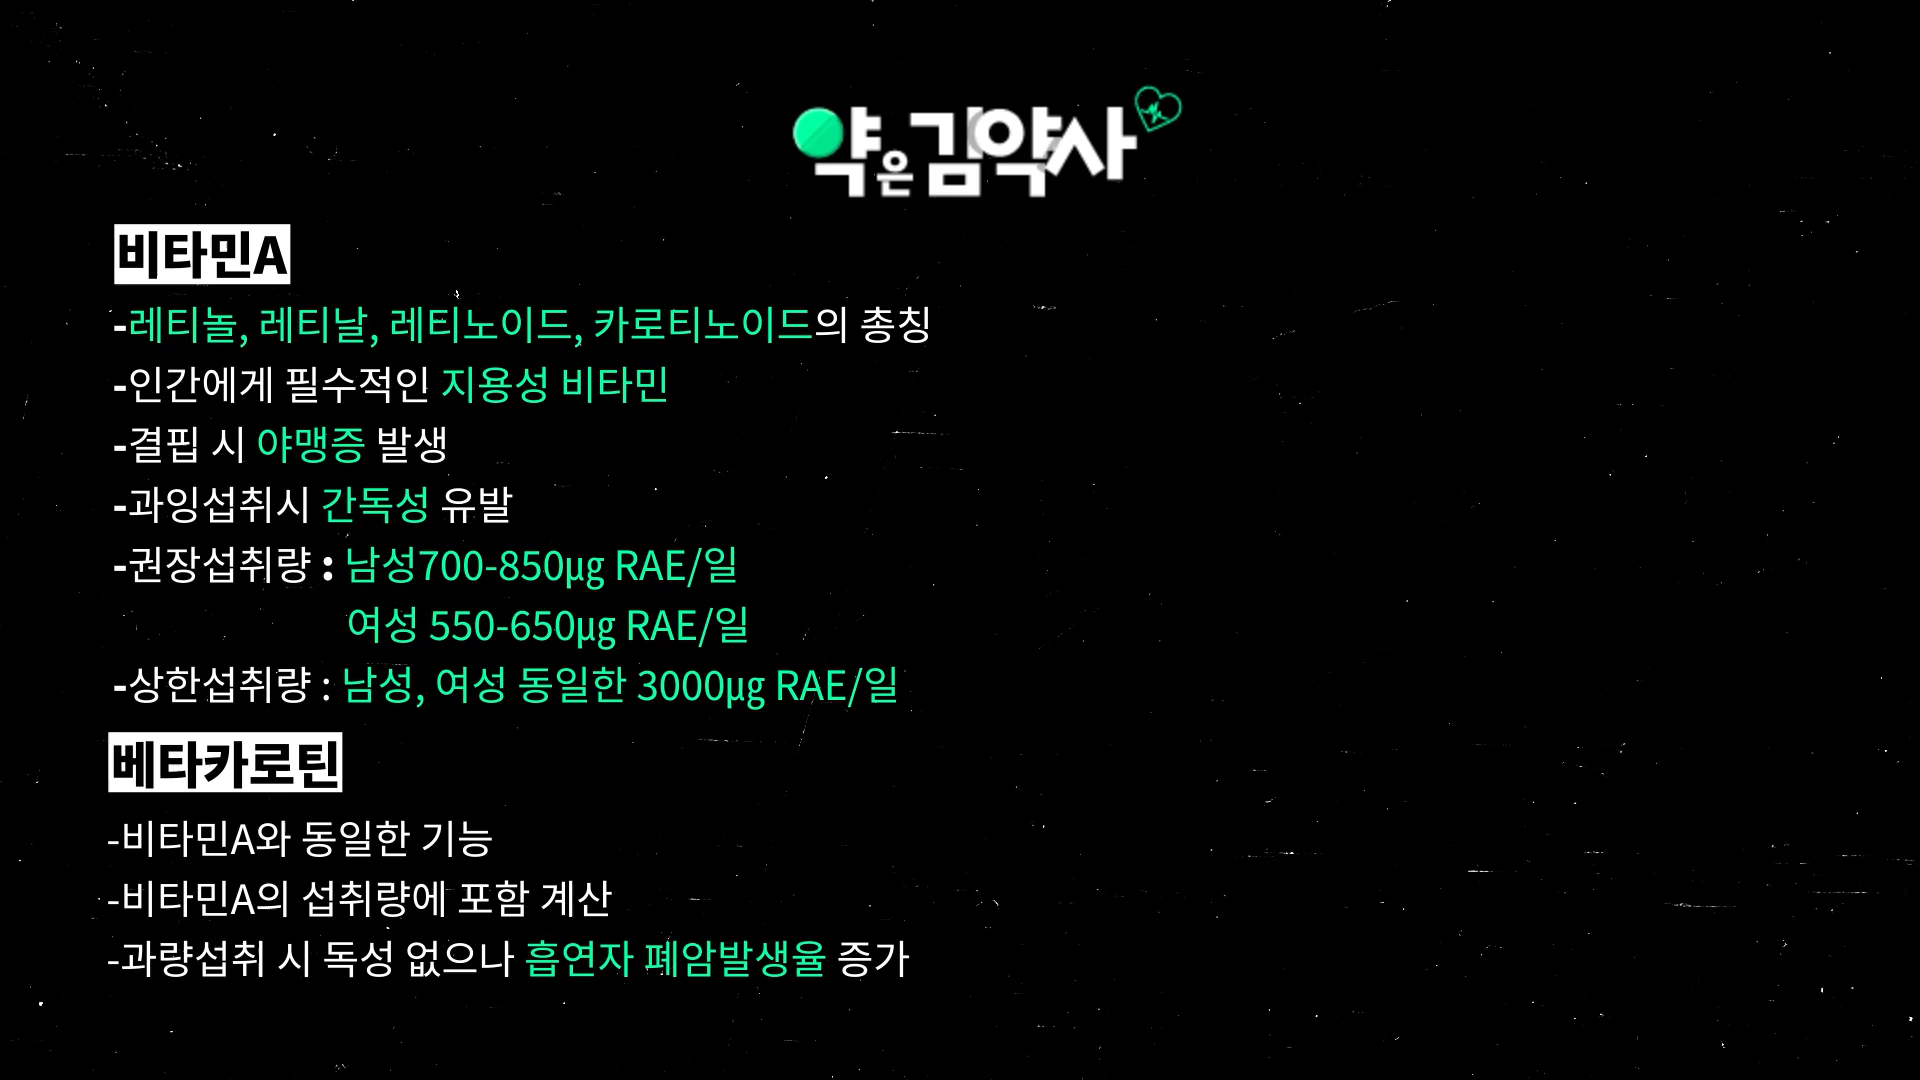 약은김약사
비타민A
-레티놀, 레티날, 레티노이드, 카로티노이드의 총칭
-인간에게 필수적인 지용성 비타민
-결핍 시 야맹증 발생
-과잉섭취시 간독성 유발
-권장섭취량 : 남성700-850μg RAE/일
여성 550-650μg RAE/일
-상한섭취량 : 남성, 여성 동일한 3000μg RAE/일
베타카로틴
-비타민A와 동일한 기능
-비타민A의 섭취량에 포함 계산
-과량섭취 시 독성 없으나 흡연자 폐암발생율 증가